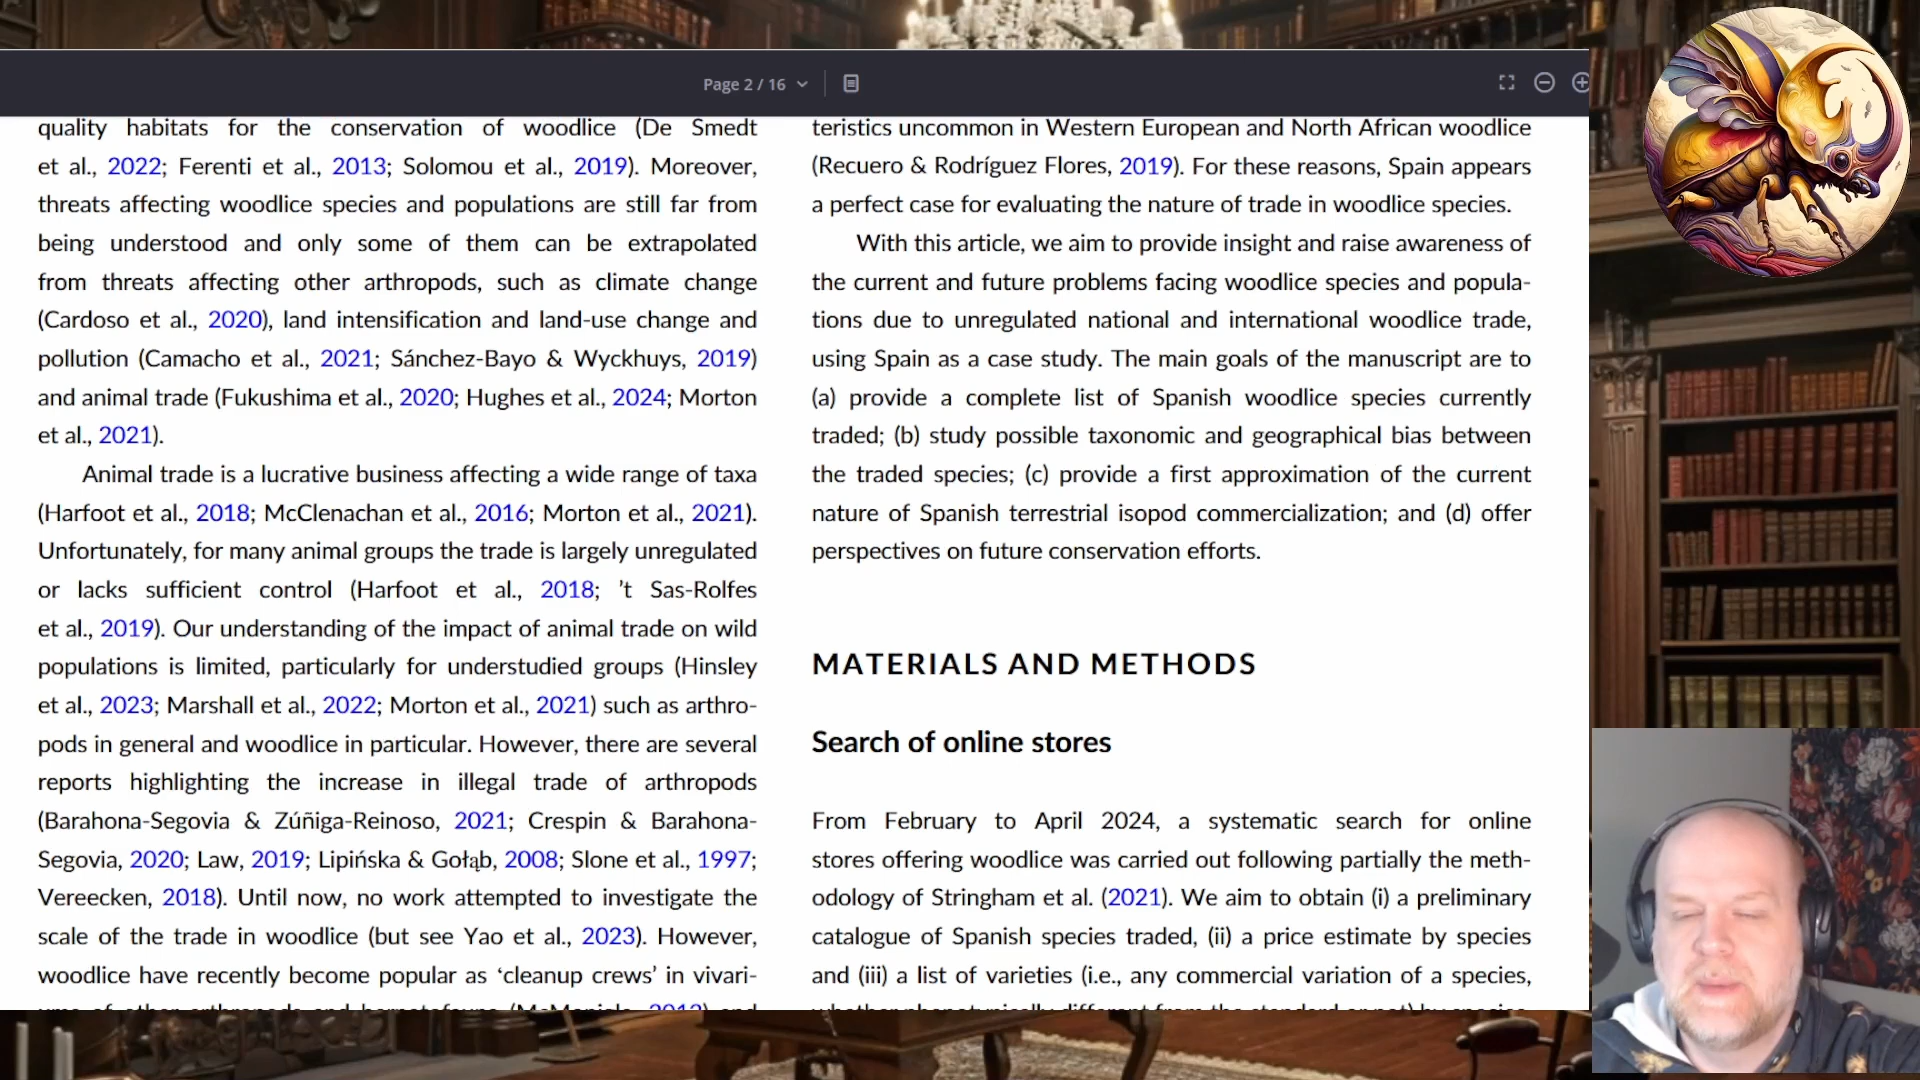 Page 2 / 16
quality habitats for the conservation of woodlice (De Smedt
et al., 2022; Ferenti et al., 2013; Solomou et al., 2019). Moreover,
threats affecting woodlice species and populations are still far from
being understood and only some of them can be extrapolated
from threats affecting other arthropods, such as climate change
(Cardoso et al., 2020), land intensification and land-use change and
pollution (Camacho et al., 2021; Sánchez-Bayo & Wyckhuys, 2019)
and animal trade (Fukushima et al., 2020; Hughes et al., 2024; Morton
et al., 2021).
Animal trade is a lucrative business affecting a wide range of taxa
(Harfoot et al., 2018; McClenachan et al., 2016; Morton et al., 2021).
Unfortunately, for many animal groups the trade is largely unregulated
or lacks sufficient control (Harfoot et al., 2018; ’t Sas-Rolfes
et al., 2019). Our understanding of the impact of animal trade on wild
populations is limited, particularly for understudied groups (Hinsley
et al., 2023; Marshall et al., 2022; Morton et al., 2021) such as arthro-
pods in general and woodlice in particular. However, there are several
reports highlighting the increase in illegal trade of arthropods
(Barahona-Segovia & Zúñiga-Reinoso, 2021; Crespin & Barahona-
Segovia, 2020; Law, 2019; Lipińska & Gołąb, 2008; Slone et al., 1997;
Vereecken, 2018). Until now, no work attempted to investigate the
scale of the trade in woodlice (but see Yao et al., 2023). However,
woodlice have recently become popular as ‘cleanup crews’ in vivari-
teristics uncommon in Western European and North African woodlice
(Recuero & Rodríguez Flores, 2019). For these reasons, Spain appears
a perfect case for evaluating the nature of trade in woodlice species.
With this article, we aim to provide insight and raise awareness of
the current and future problems facing woodlice species and popula-
tions due to unregulated national and international woodlice trade,
using Spain as a case study. The main goals of the manuscript are to
(a) provide a complete list of Spanish woodlice species currently
traded; (b) study possible taxonomic and geographical bias between
the traded species; (c) provide a first approximation of the current
nature of Spanish terrestrial isopod commercialization; and (d) offer
perspectives on future conservation efforts.
MATERIALS AND METHODS
Search of online stores
From February to April 2024, a systematic search for online
stores offering woodlice was carried out following partially the meth-
odology of Stringham et al. (2021). We aim to obtain (i) a preliminary
catalogue of Spanish species traded, (ii) a price estimate by species
and (iii) a list of varieties (i.e., any commercial variation of a species,